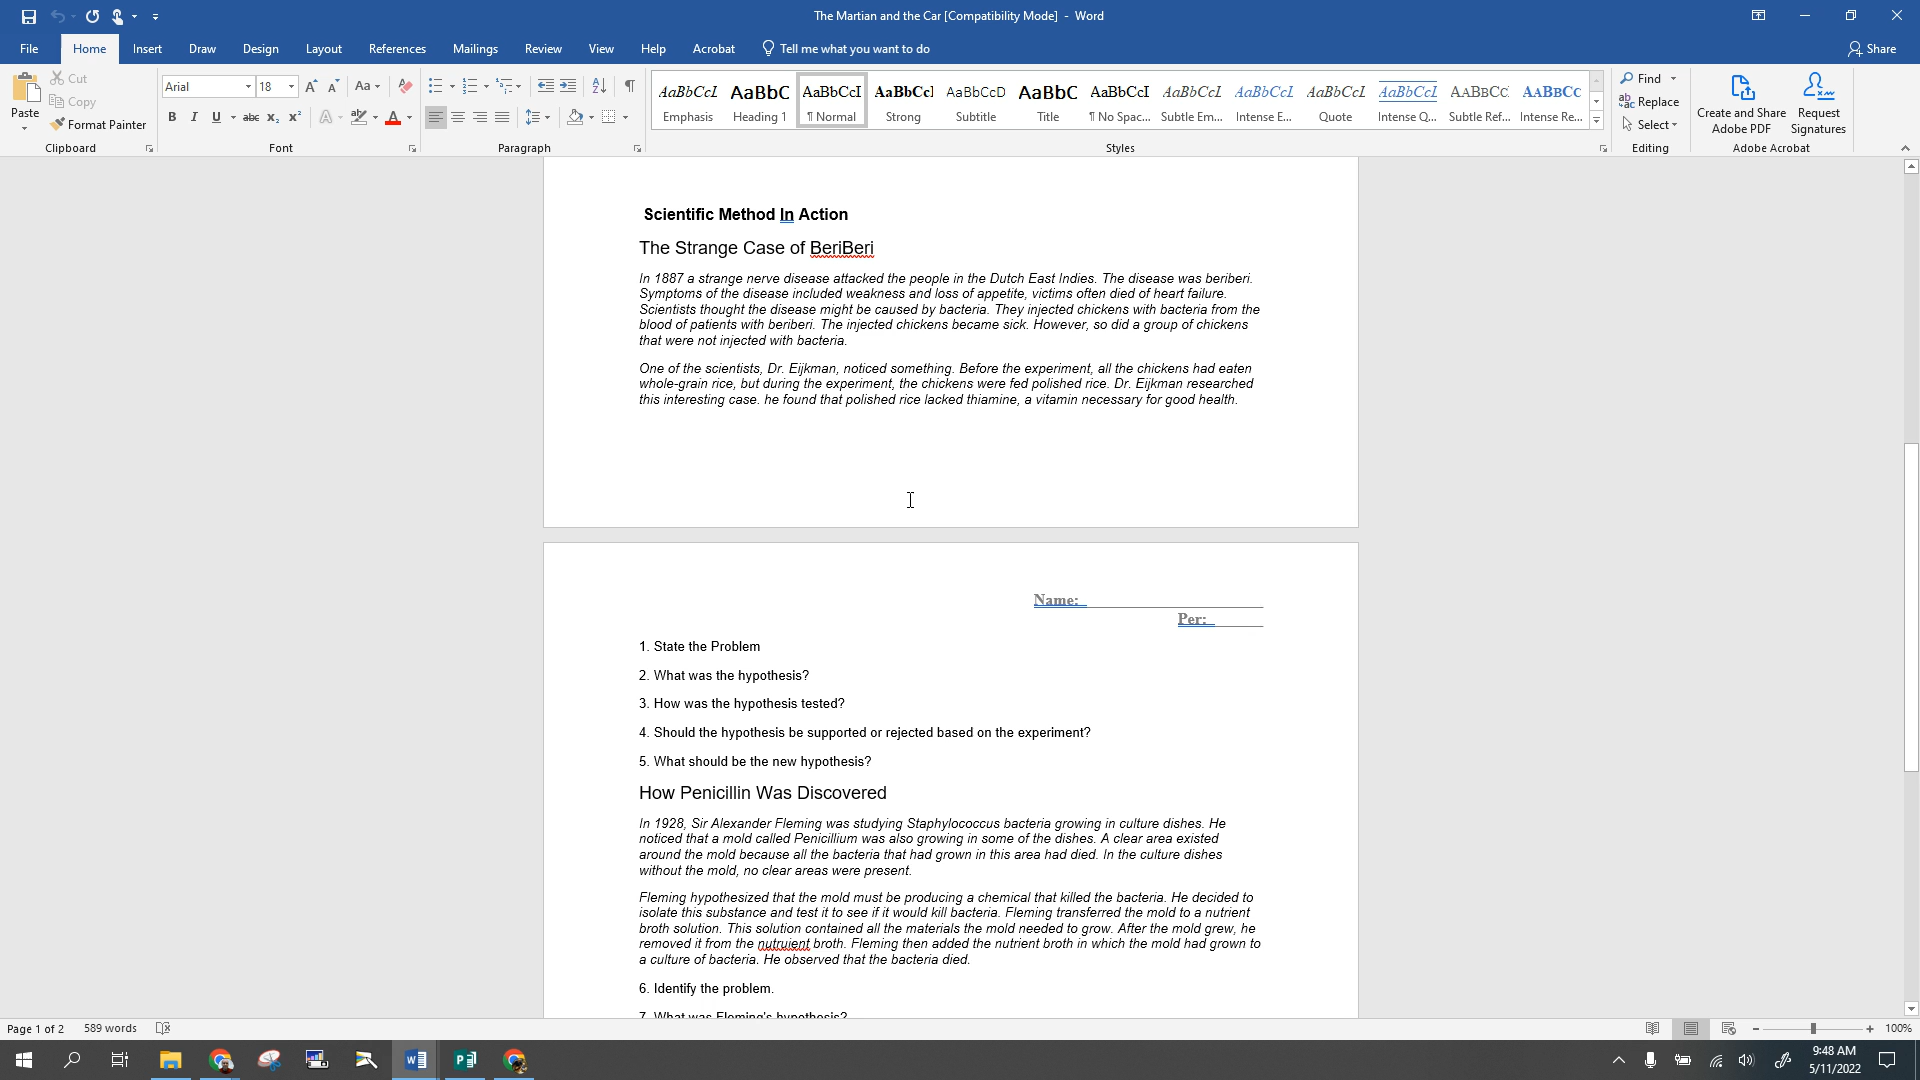 The Martian and the Car [Compatibility Mode] - Word
File Home Insert Draw Design Layout References Mailings Review View Help Acrobat Tell me what you want to do Share
Paste
Cut
Copy
Format Painter
Clipboard
Arial 18
Aa
B I U abc X₂ X² A A
Font
Paragraph
AaBbCcI AaBbC AaBbCcI AaBbCcI AaBbCcD AaBbC AaBbCcI AaBbCcI AaBbCcI AaBbCcI AaBbCcI AABBCC AABBCC
Emphasis Heading 1 ¶ Normal Strong Subtitle Title ¶ No Spac... Subtle Em... Intense E... Quote Intense Q... Subtle Ref... Intense Re...
Styles
Find
Replace
Select
Editing
Create and Share Adobe PDF
Request Signatures
Adobe Acrobat
Scientific Method In Action
The Strange Case of BeriBeri
In 1887 a strange nerve disease attacked the people in the Dutch East Indies. The disease was beriberi.
Symptoms of the disease included weakness and loss of appetite, victims often died of heart failure.
Scientists thought the disease might be caused by bacteria. They injected chickens with bacteria from the
blood of patients with beriberi. The injected chickens became sick. However, so did a group of chickens
that were not injected with bacteria.
One of the scientists, Dr. Eijkman, noticed something. Before the experiment, all the chickens had eaten
whole-grain rice, but during the experiment, the chickens were fed polished rice. Dr. Eijkman researched
this interesting case. he found that polished rice lacked thiamine, a vitamin necessary for good health.
Name:
Per:
1. State the Problem
2. What was the hypothesis?
3. How was the hypothesis tested?
4. Should the hypothesis be supported or rejected based on the experiment?
5. What should be the new hypothesis?
How Penicillin Was Discovered
In 1928, Sir Alexander Fleming was studying Staphylococcus bacteria growing in culture dishes. He
noticed that a mold called Penicillium was also growing in some of the dishes. A clear area existed
around the mold because all the bacteria that had grown in this area had died. In the culture dishes
without the mold, no clear areas were present.
Fleming hypothesized that the mold must be producing a chemical that killed the bacteria. He decided to
isolate this substance and test it to see if it would kill bacteria. Fleming transferred the mold to a nutrient
broth solution. This solution contained all the materials the mold needed to grow. After the mold grew, he
removed it from the nutruient broth. Fleming then added the nutrient broth in which the mold had grown to
a culture of bacteria. He observed that the bacteria died.
6. Identify the problem.
7. What was Fleming's hypothesis?
Page 1 of 2 589 words 100%
9:48 AM
5/11/2022